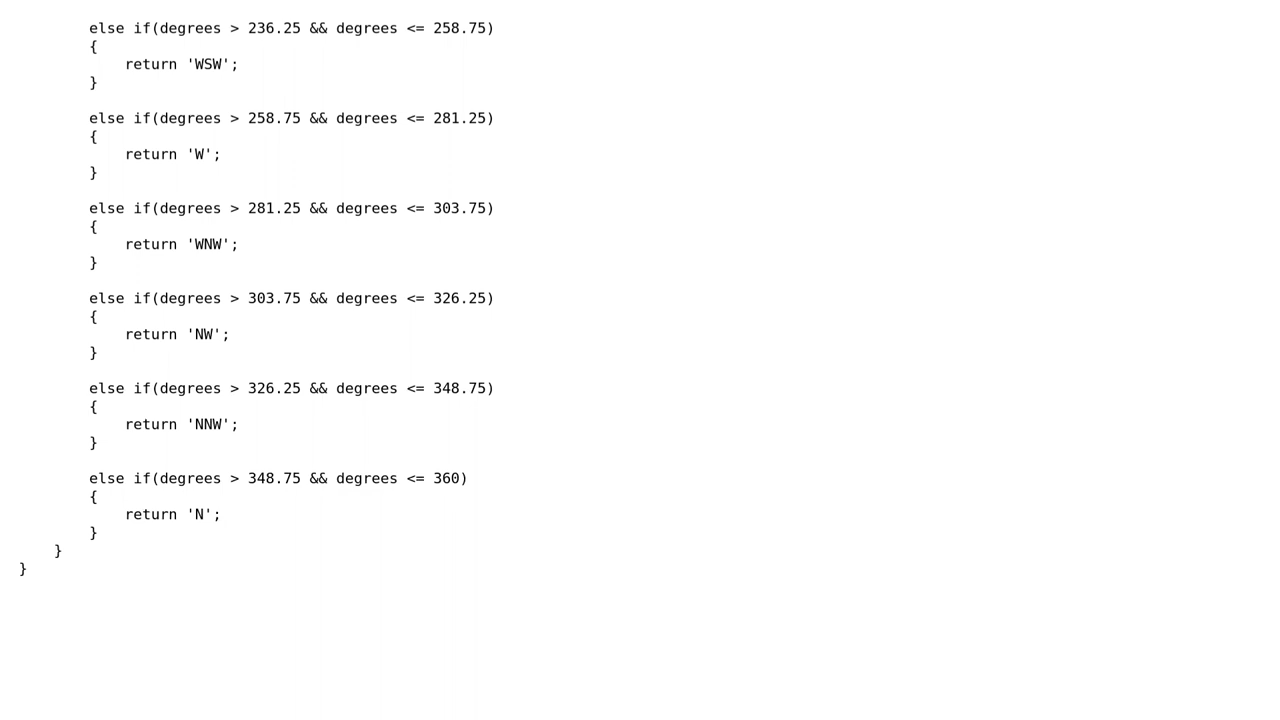 else if(degrees > 236.25 && degrees <= 258.75)
        {
            return 'WSW';
        }

        else if(degrees > 258.75 && degrees <= 281.25)
        {
            return 'W';
        }

        else if(degrees > 281.25 && degrees <= 303.75)
        {
            return 'WNW';
        }

        else if(degrees > 303.75 && degrees <= 326.25)
        {
            return 'NW';
        }

        else if(degrees > 326.25 && degrees <= 348.75)
        {
            return 'NNW';
        }

        else if(degrees > 348.75 && degrees <= 360)
        {
            return 'N';
        }
    }
}